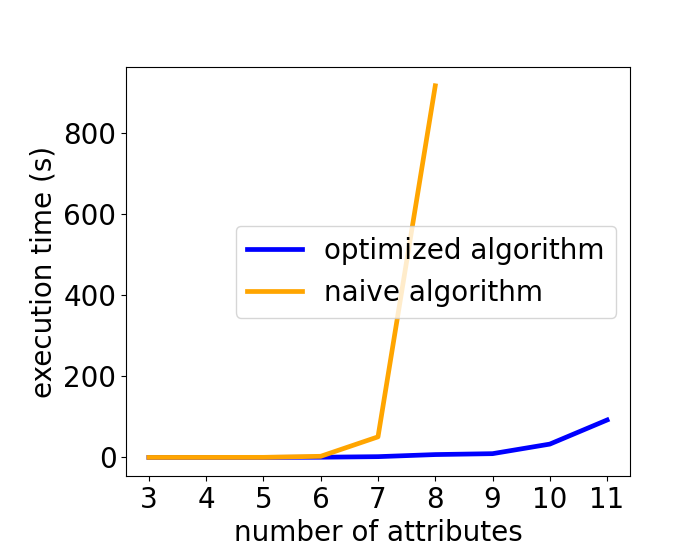 execution time (s)
800
600
400
200
0
optimized algorithm
naive algorithm
3 4 5 6 7 8 9 10 11
number of attributes